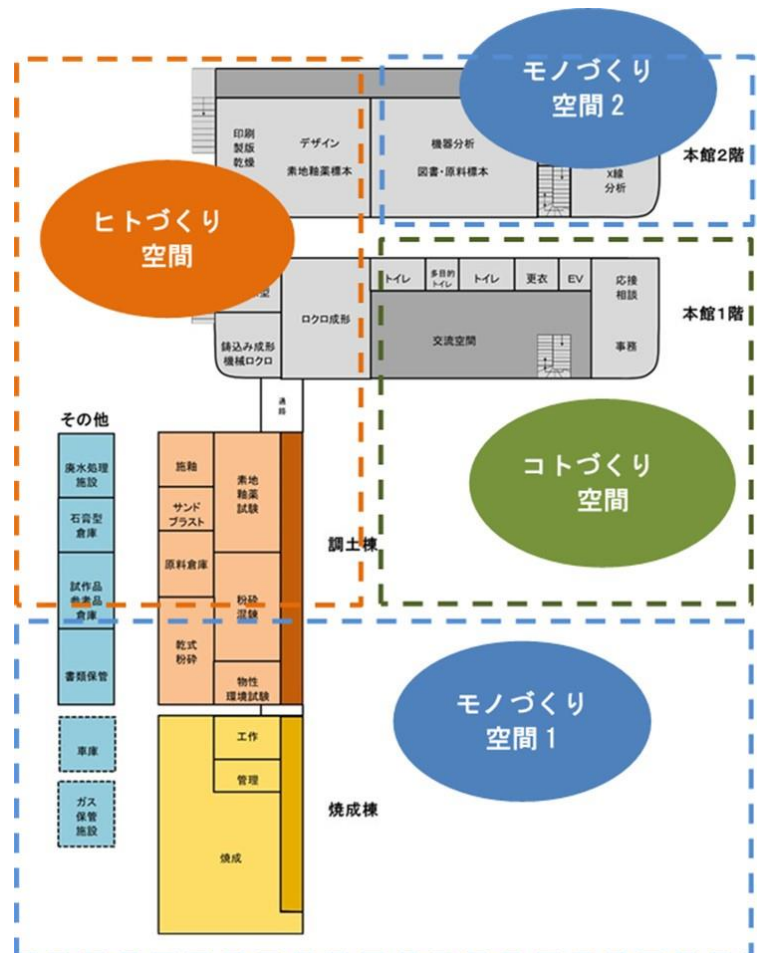 モノづくり
空間2
印刷
製版
乾燥
デザイン
素地釉薬標本
機器分析
図書・原料標本
X線
分析
本館2階
ヒトづくり
空間
型
鋳込み成形
機械ロクロ
ロクロ成形
トイレ
多目的
トイレ
トイレ
更衣
EV
応接
相談
事務
交流空間
本館1階
通路
コトづくり
空間
その他
廃水処理
施設
石膏型
倉庫
試作品
参考品
倉庫
書類保管
車庫
ガス
保管
施設
施釉
サンド
ブラスト
原料倉庫
乾式
粉砕
素地
釉薬
試験
粉砕
混錬
物性
環境試験
調土棟
モノづくり
空間1
工作
管理
焼成
焼成棟